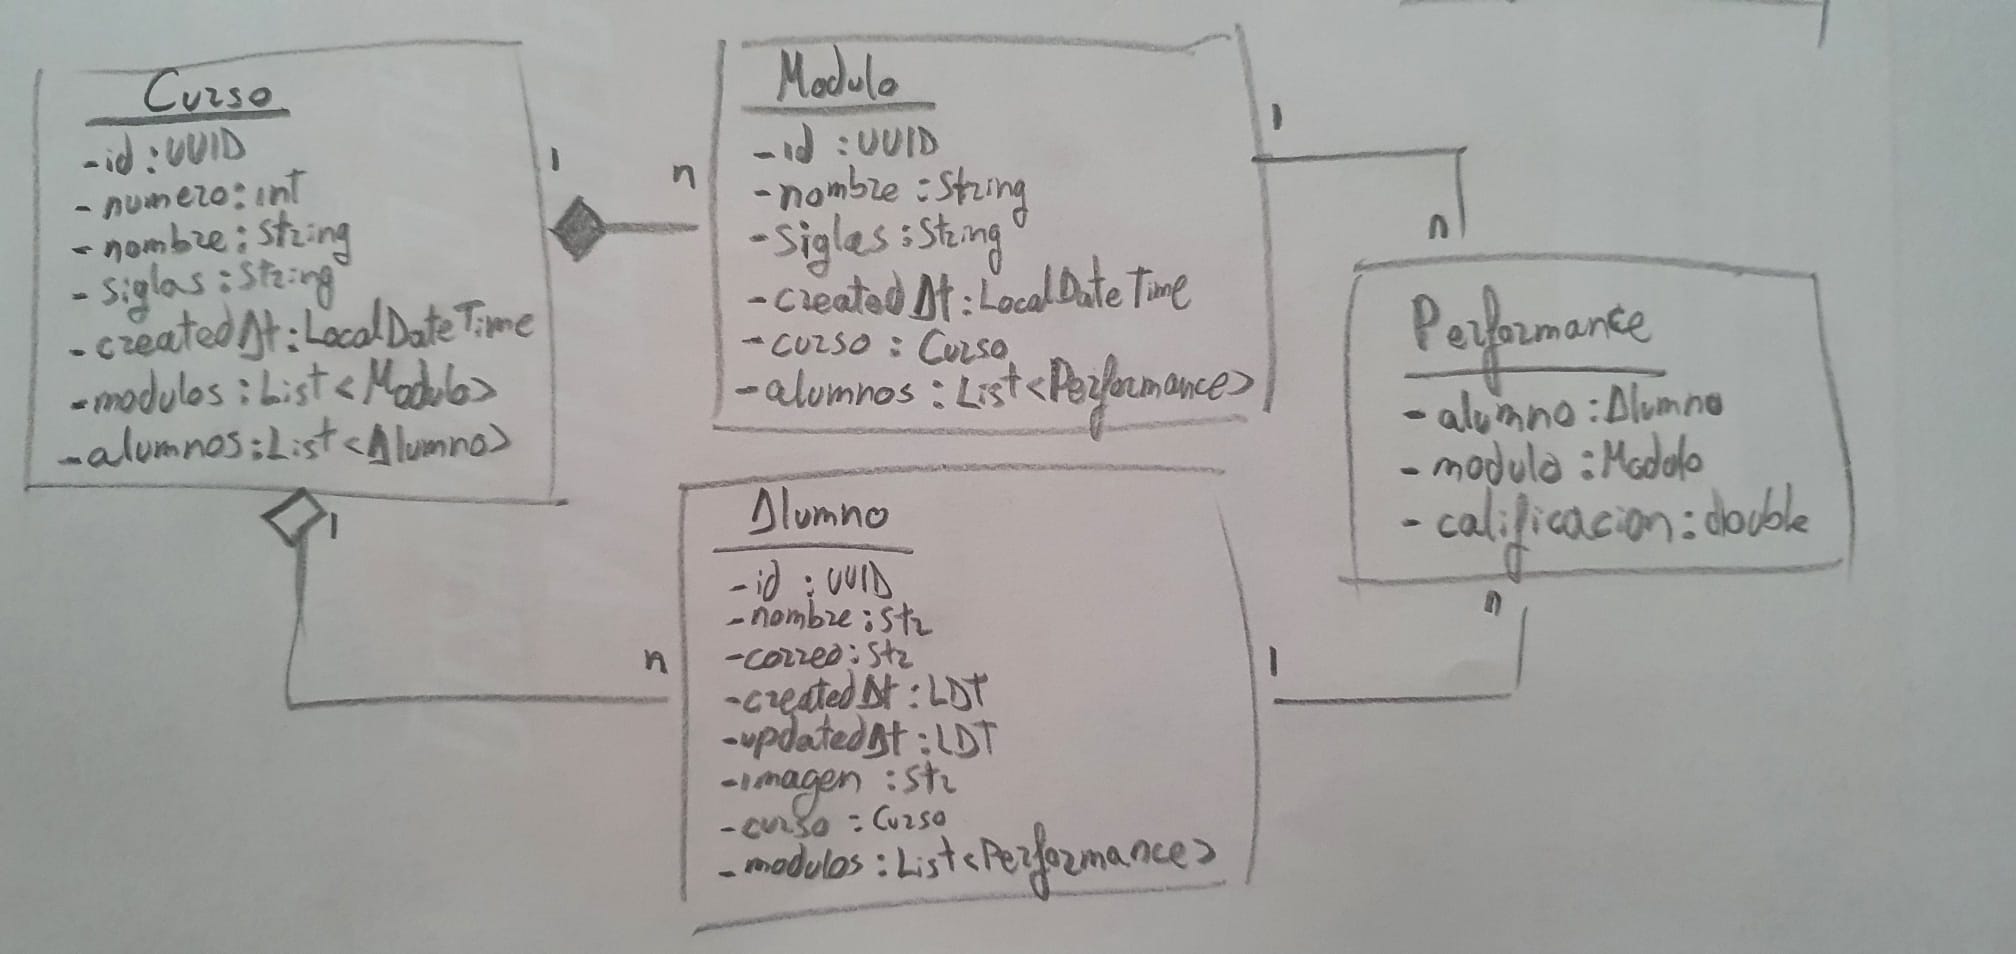 Curso
-id : UUID
- numero: int
- nombre: String
- siglas: String
- createdAt: LocalDateTime
- modulos: List<Modulo>
- alumnos: List<Alumno>
1
n
Modulo
-id : UUID
-nombre : String
-siglas : String
-createdAt: LocalDateTime
-curso : Curso
-alumnos : List<Performance>
1
n
Performance
- alumno : Alumno
- modulo : Modulo
- calificacion: double
n
1
1
n
Alumno
-id : UUID
-nombre : Str
-correo: Str
-createdAt : LDT
-updatedAt : LDT
-imagen : Str
-curso : Curso
- modulos : List<Performance>